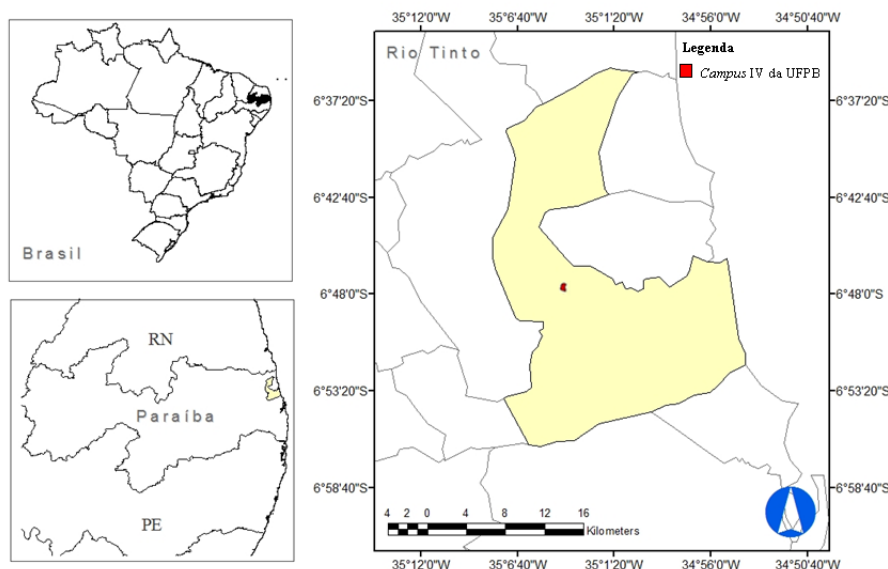 Brasil
RN
Paraíba
PE
35°12'0"W 35°6'40"W 35°1'20"W 34°56'0"W 34°50'40"W
Rio Tinto
Legenda
Campus IV da UFPB
6°37'20"S 6°37'20"S
6°42'40"S 6°42'40"S
6°48'0"S 6°48'0"S
6°53'20"S 6°53'20"S
6°58'40"S 6°58'40"S
4 2 0 4 8 12 16
Kilometers
35°12'0"W 35°6'40"W 35°1'20"W 34°56'0"W 34°50'40"W